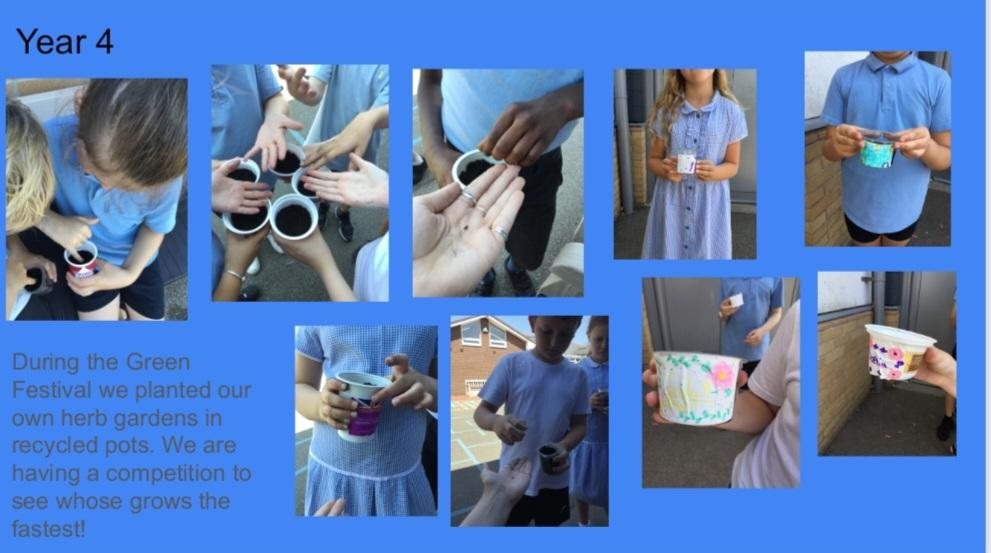 Year 4
During the Green
Festival we planted our
own herb gardens in
recycled pots. We are
having a competition to
see whose grows the
fastest!